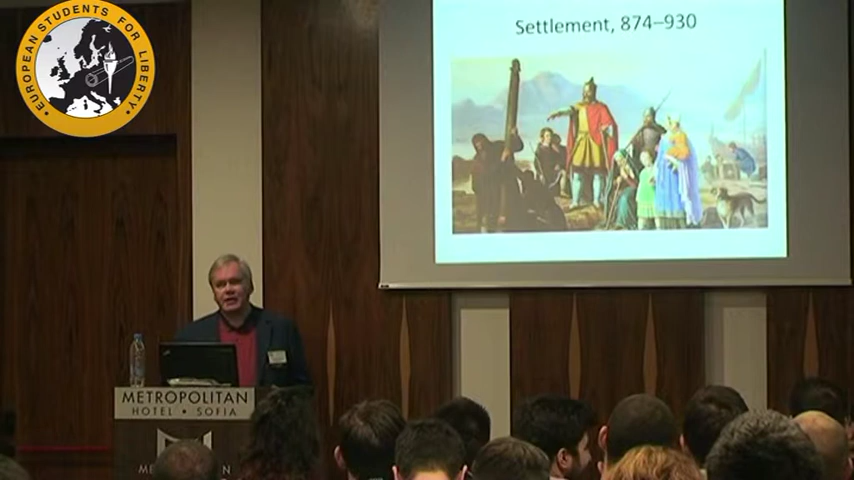 • EUROPEAN STUDENTS FOR LIBERTY •
Settlement, 874–930
METROPOLITAN
HOTEL • SOFIA